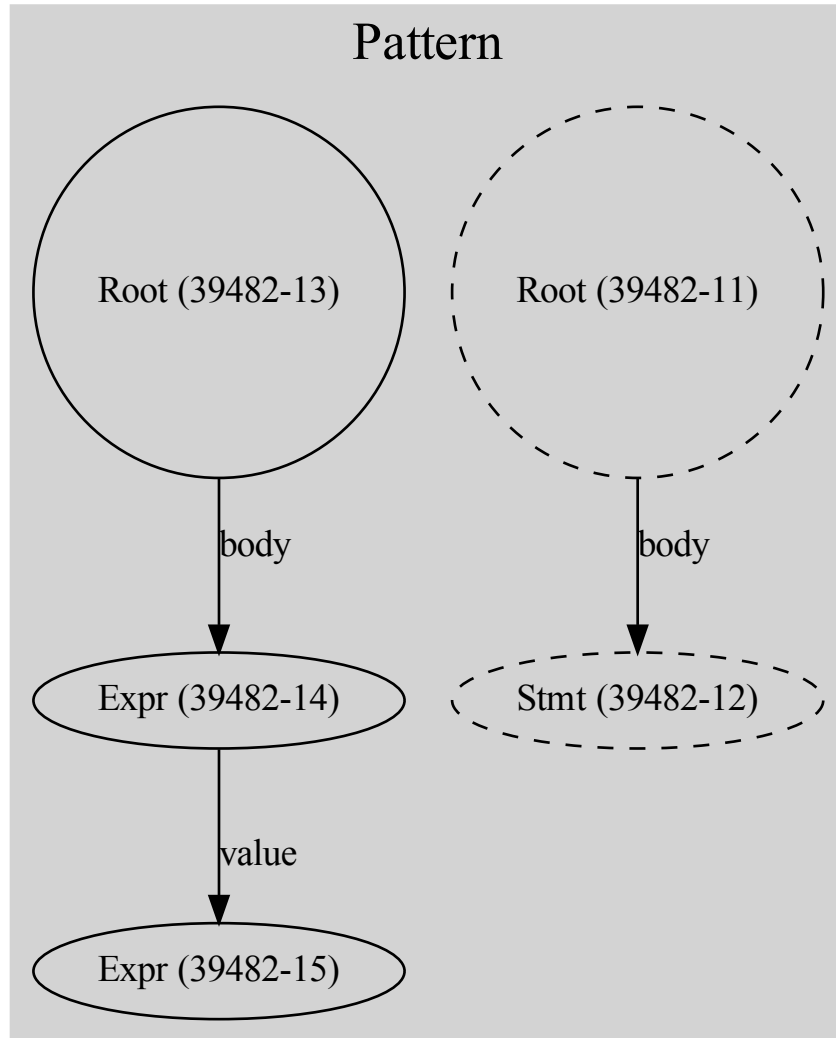 Pattern
Root (39482-13)
Root (39482-11)
body
body
Expr (39482-14)
Stmt (39482-12)
value
Expr (39482-15)